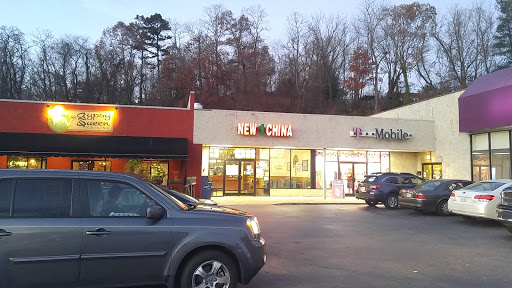 Gypsy
Queen
NEW CHINA
T Mobile